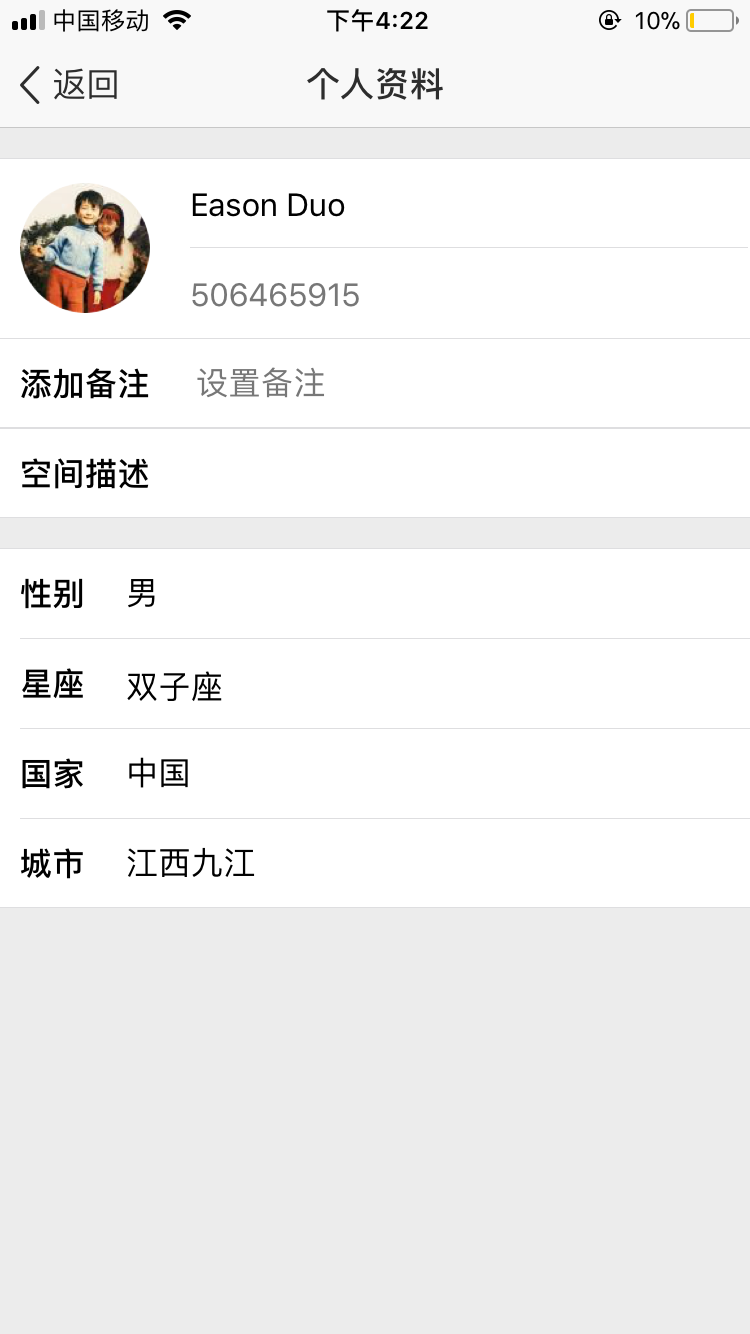 中国移动 下午4:22 10%
返回 个人资料
Eason Duo
506465915
添加备注 设置备注
空间描述
性别 男
星座 双子座
国家 中国
城市 江西九江